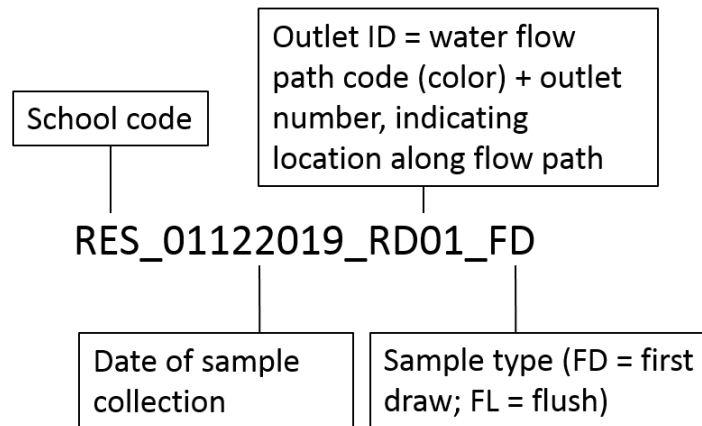 Outlet ID = water flow
path code (color) + outlet
number, indicating
location along flow path
School code
RES_01122019_RD01_FD
Date of sample
collection
Sample type (FD = first
draw; FL = flush)